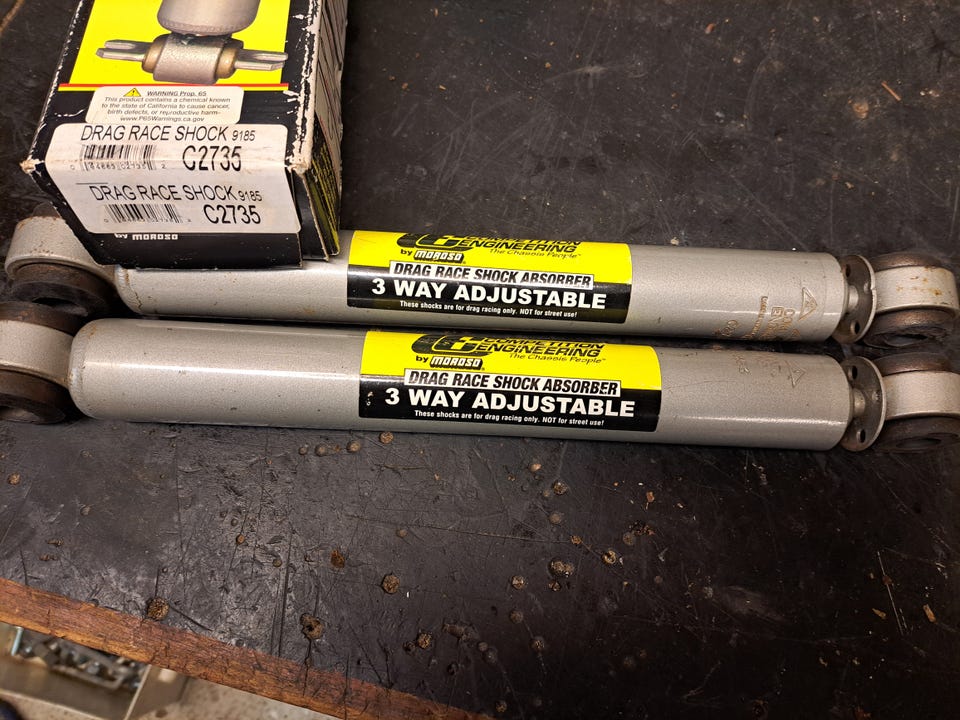 WARNING Prop. 65
This product contains a chemical known
to the state of California to cause cancer,
birth defects, or reproductive harm-
www.P65Warnings.ca.gov
DRAG RACE SHOCK 9185
C2735
DRAG RACE SHOCK 9185
C2735
by MOROSO
COMPETITION
ENGINEERING
by MOROSO The Chassis People™
DRAG RACE SHOCK ABSORBER
3 WAY ADJUSTABLE
These shocks are for drag racing only. NOT for street use!
COMPETITION
ENGINEERING
by MOROSO The Chassis People™
DRAG RACE SHOCK ABSORBER
3 WAY ADJUSTABLE
These shocks are for drag racing only. NOT for street use!